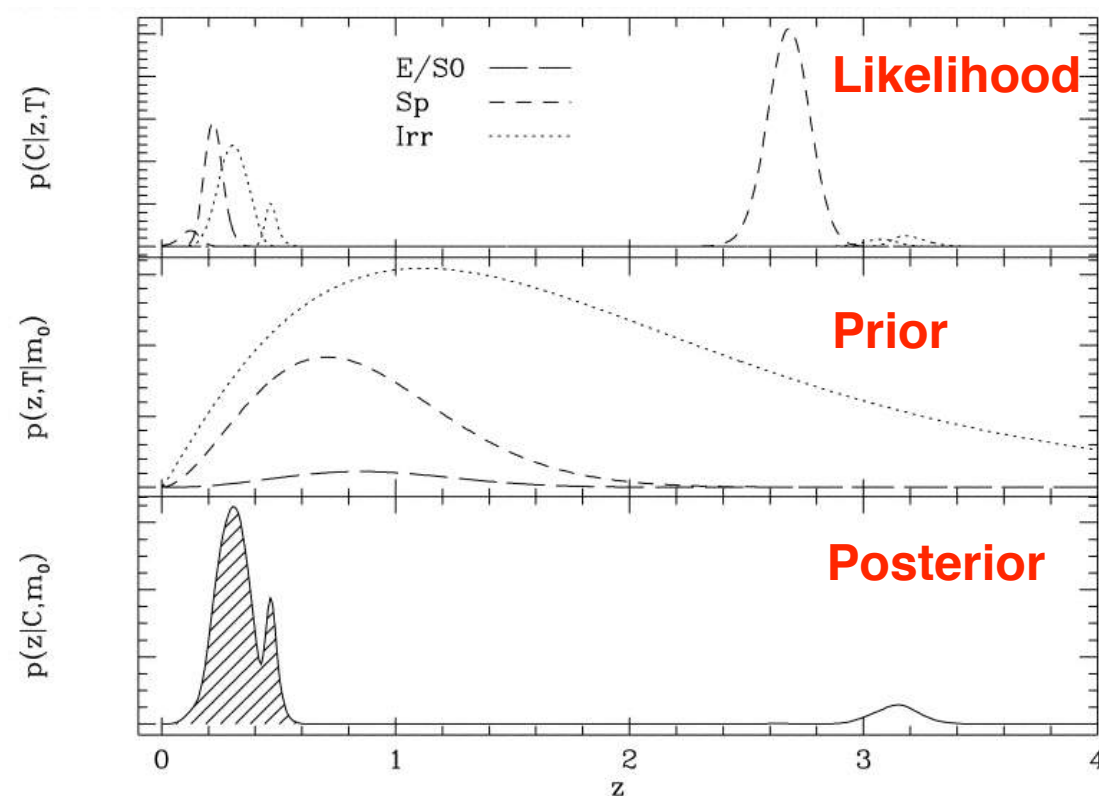 p(C|z,T)
E/S0
Sp
Irr
Likelihood
p(z,T|m₀)
Prior
p(z|C,m₀)
Posterior
0 1 2 3 4
z